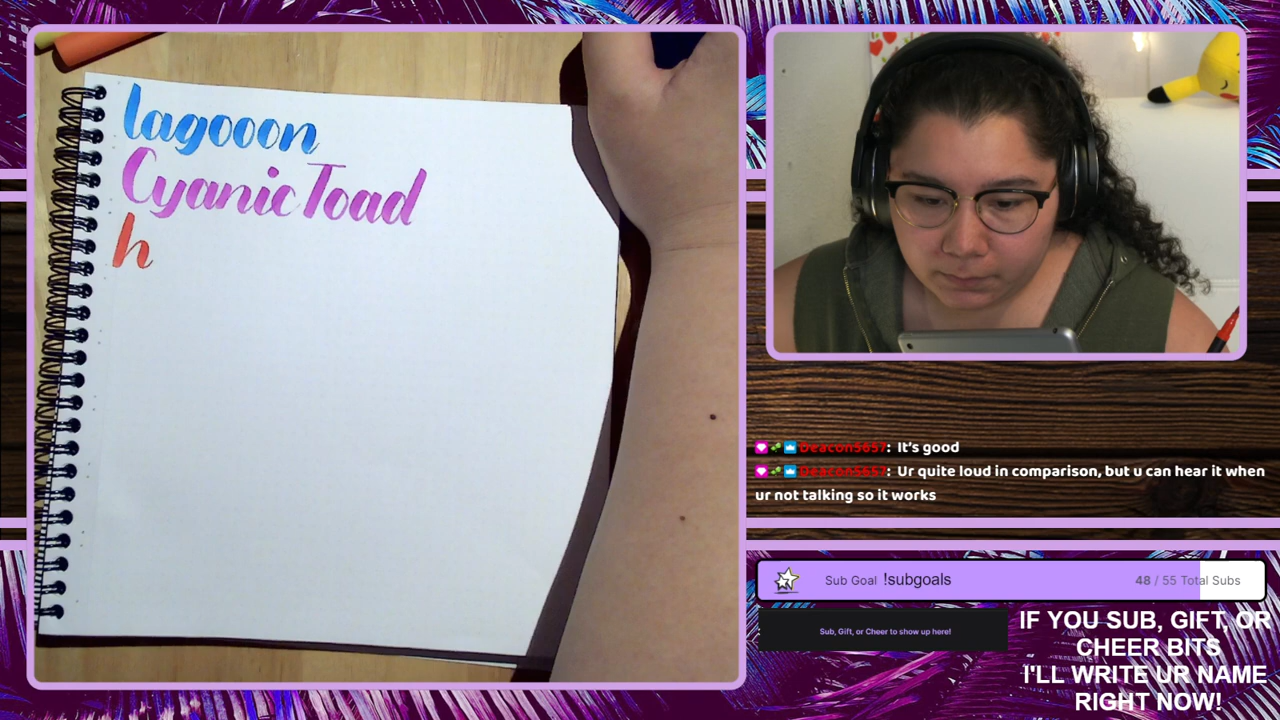 lagooon
CyanicToad
h
Deacon5657: It's good
Deacon5657: Ur quite loud in comparison, but u can hear it when
ur not talking so it works
Sub Goal !subgoals 48 / 55 Total Subs
Sub, Gift, or Cheer to show up here!
IF YOU SUB, GIFT, OR
CHEER BITS
I'LL WRITE UR NAME
RIGHT NOW!